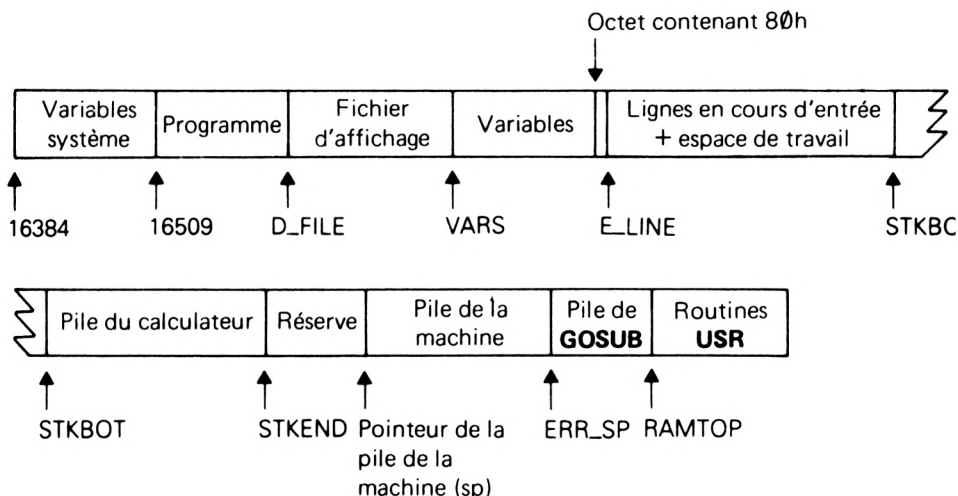 Octet contenant 80h
Variables système
Programme
Fichier d'affichage
Variables
Lignes en cours d'entrée + espace de travail
16384
16509
D_FILE
VARS
E_LINE
STKBC
Pile du calculateur
Réserve
Pile de la machine
Pile de GOSUB
Routines USR
STKBOT
STKEND
Pointeur de la pile de la machine (sp)
ERR_SP
RAMTOP